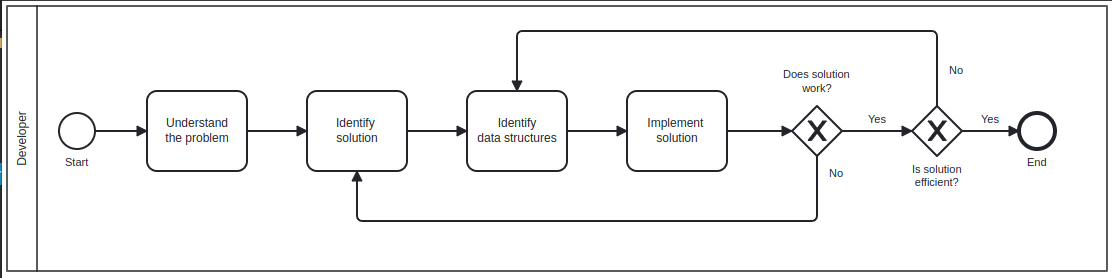 Developer
Start
Understand
the problem
Identify
solution
Identify
data structures
Implement
solution
Does solution
work?
Yes
No
Is solution
efficient?
No
Yes
End